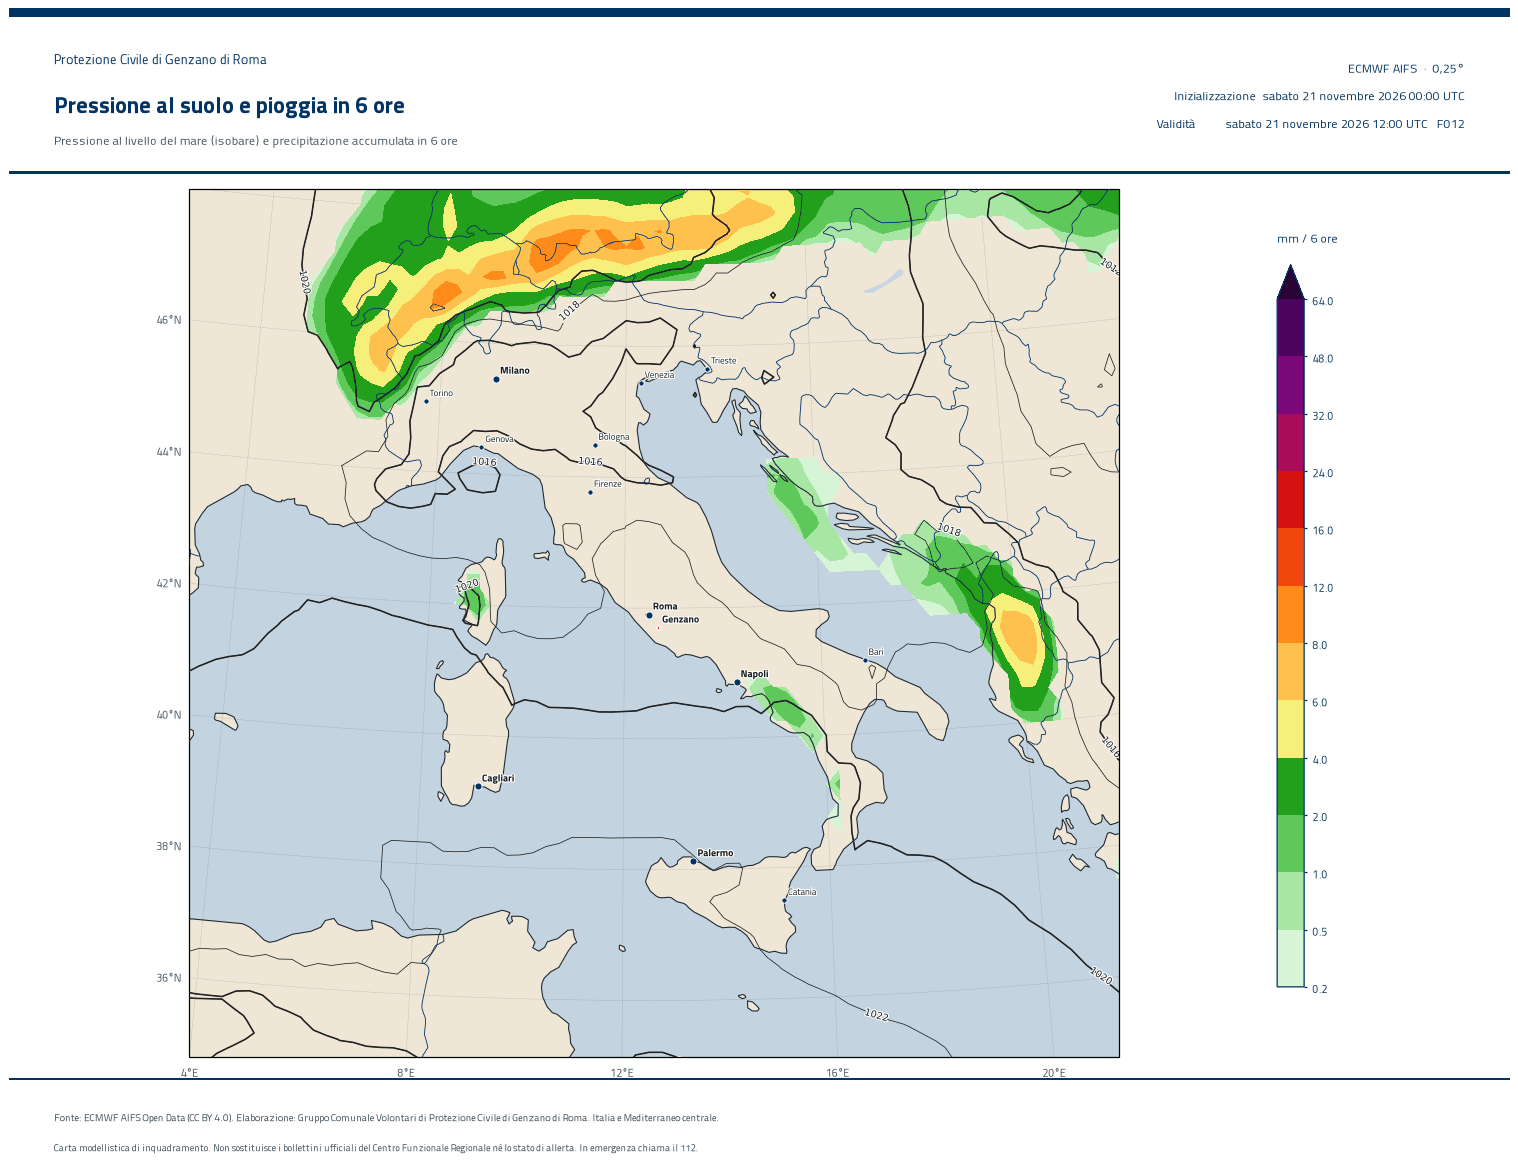 Protezione Civile di Genzano di Roma
Pressione al suolo e pioggia in 6 ore
Pressione al livello del mare (isobare) e precipitazione accumulata in 6 ore
ECMWF AIFS · 0,25°
Inizializzazione sabato 21 novembre 2026 00:00 UTC
Validità sabato 21 novembre 2026 12:00 UTC F012
mm / 6 ore
64.0
48.0
32.0
24.0
16.0
12.0
8.0
6.0
4.0
2.0
1.0
0.5
0.2
46°N
44°N
42°N
40°N
38°N
36°N
4°E
8°E
12°E
16°E
20°E
1020
1018
1012
Milano
Torino
Venezia
Trieste
Genova
Bologna
1016
1016
Firenze
1018
1020
Roma
Genzano
Bari
Napoli
1016
Cagliari
Palermo
Catania
1020
1022
Fonte: ECMWF AIFS Open Data (CC BY 4.0). Elaborazione: Gruppo Comunale Volontari di Protezione Civile di Genzano di Roma. Italia e Mediterraneo centrale.
Carta modellistica di inquadramento. Non sostituisce i bollettini ufficiali del Centro Funzionale Regionale né lo stato di allerta. In emergenza chiama il 112.